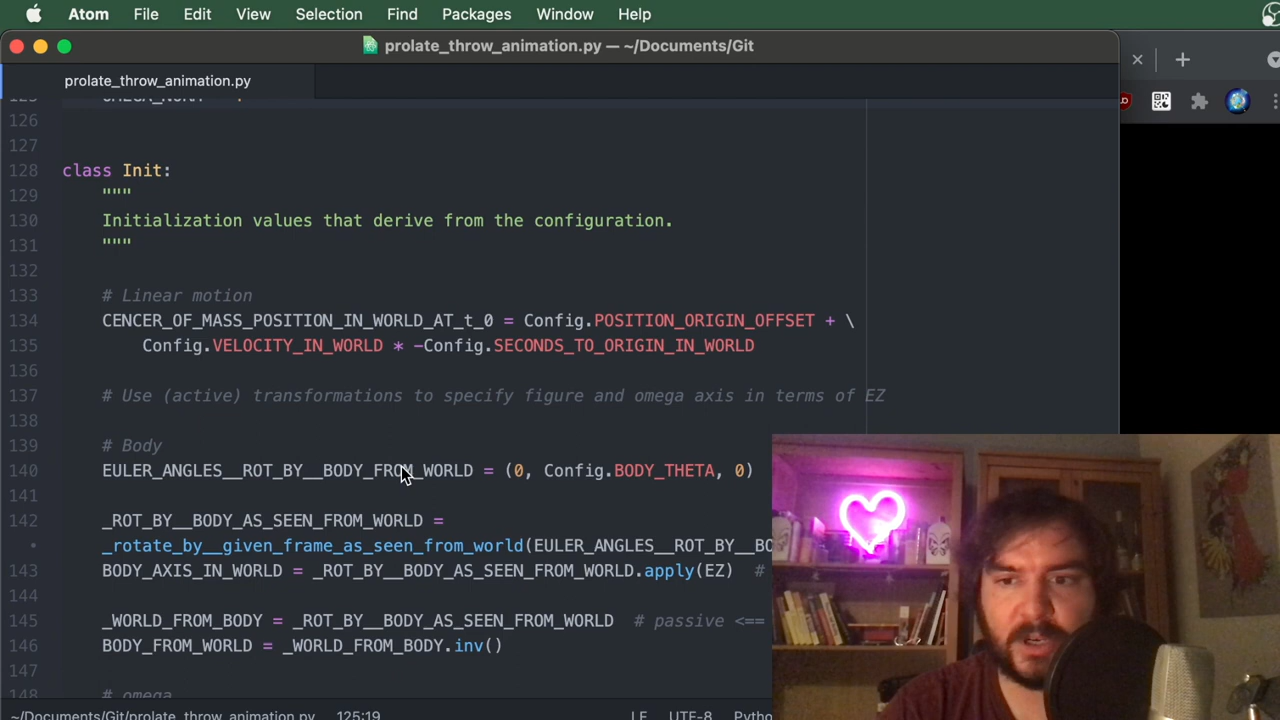 Atom File Edit View Selection Find Packages Window Help
prolate_throw_animation.py — ~/Documents/Git
prolate_throw_animation.py
126
127
128 class Init:
129 """
130 Initialization values that derive from the configuration.
131 """
132
133 # Linear motion
134 CENCER_OF_MASS_POSITION_IN_WORLD_AT_t_0 = Config.POSITION_ORIGIN_OFFSET + \
135 Config.VELOCITY_IN_WORLD * -Config.SECONDS_TO_ORIGIN_IN_WORLD
136
137 # Use (active) transformations to specify figure and omega axis in terms of EZ
138
139 # Body
140 EULER_ANGLES__ROT_BY__BODY_FROM_WORLD = (0, Config.BODY_THETA, 0)
141
142 _ROT_BY__BODY_AS_SEEN_FROM_WORLD =
• _rotate_by__given_frame_as_seen_from_world(EULER_ANGLES__ROT_BY__BO
143 BODY_AXIS_IN_WORLD = _ROT_BY__BODY_AS_SEEN_FROM_WORLD.apply(EZ) #
144
145 _WORLD_FROM_BODY = _ROT_BY__BODY_AS_SEEN_FROM_WORLD # passive <==
146 BODY_FROM_WORLD = _WORLD_FROM_BODY.inv()
147
148 # omega
~/Documents/Git/prolate_throw_animation.py 125:19 LF UTF-8 Pytho